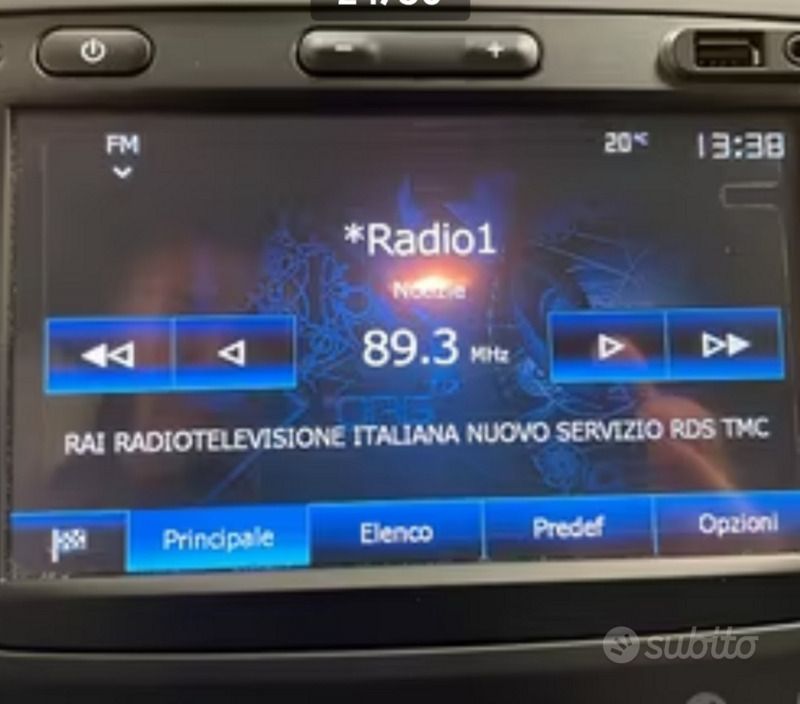 FM
20°C 13:38
*Radio1
Notizie
89.3 MHz
RAI RADIOTELEVISIONE ITALIANA NUOVO SERVIZIO RDS TMC
Principale Elenco Predef Opzioni
subito